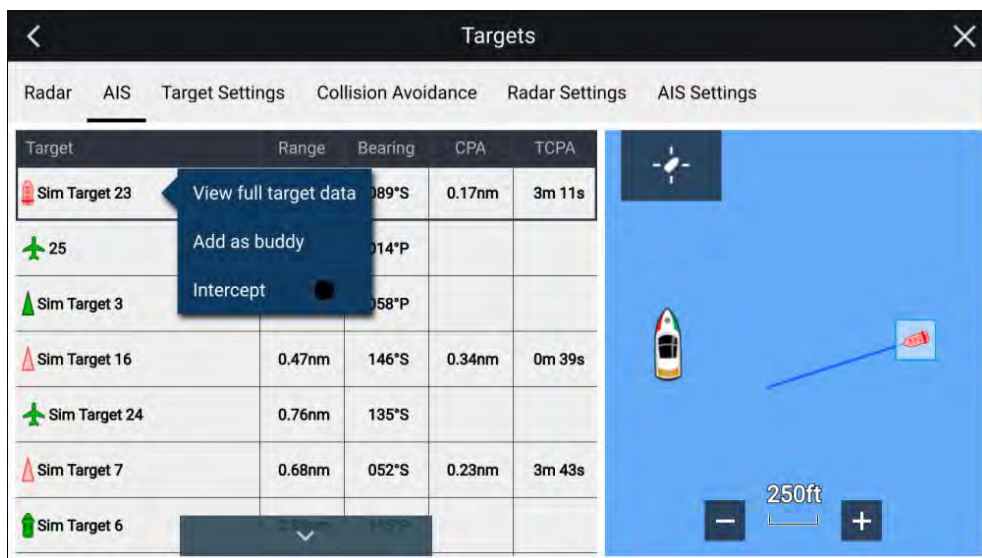 Targets
Radar AIS Target Settings Collision Avoidance Radar Settings AIS Settings
Target Range Bearing CPA TCPA
Sim Target 23 089°S 0.17nm 3m 11s
View full target data
25 014°P
Add as buddy
Intercept
Sim Target 3 058°P
Sim Target 16 0.47nm 146°S 0.34nm 0m 39s
Sim Target 24 0.76nm 135°S
Sim Target 7 0.68nm 052°S 0.23nm 3m 43s
Sim Target 6
250ft